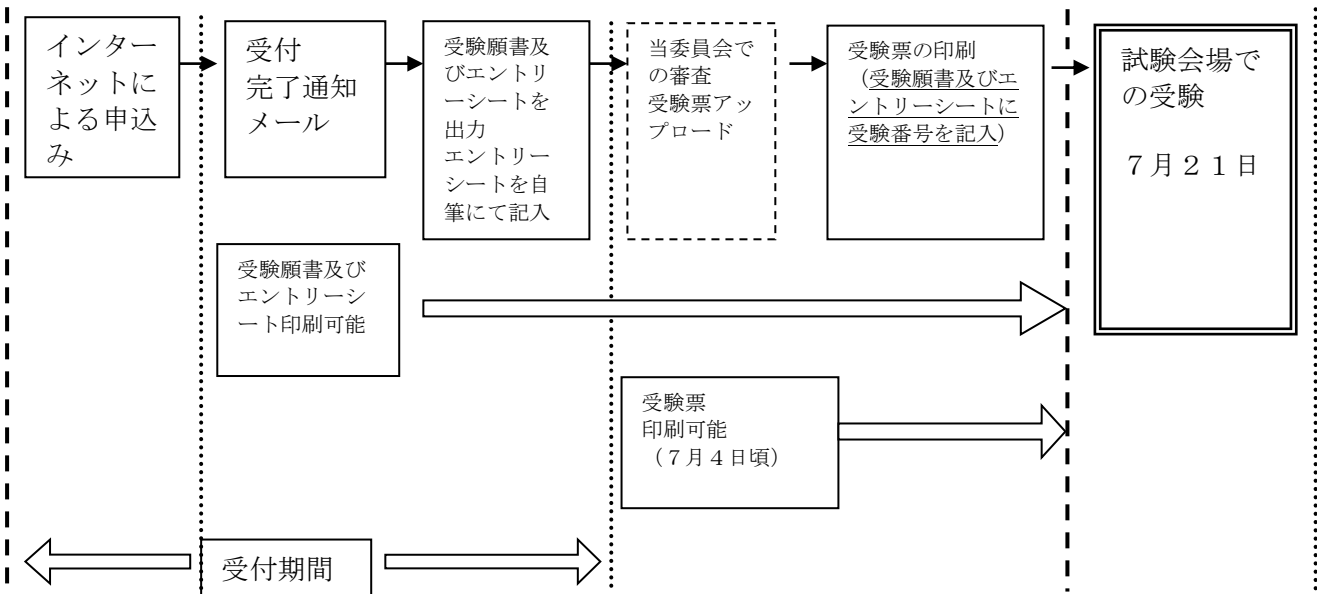 インター
ネットに
よる申込
み
受付
完了通知
メール
受験願書及
びエントリ
ーシートを
出力
エントリー
シートを自
筆にて記入
当委員会で
の審査
受験票アッ
プロード
受験票の印刷
（受験願書及びエ
ントリーシートに
受験番号を記入）
試験会場で
の受験
７月２１日
受験願書及び
エントリーシ
ート印刷可能
受験票
印刷可能
（７月４日頃）
受付期間